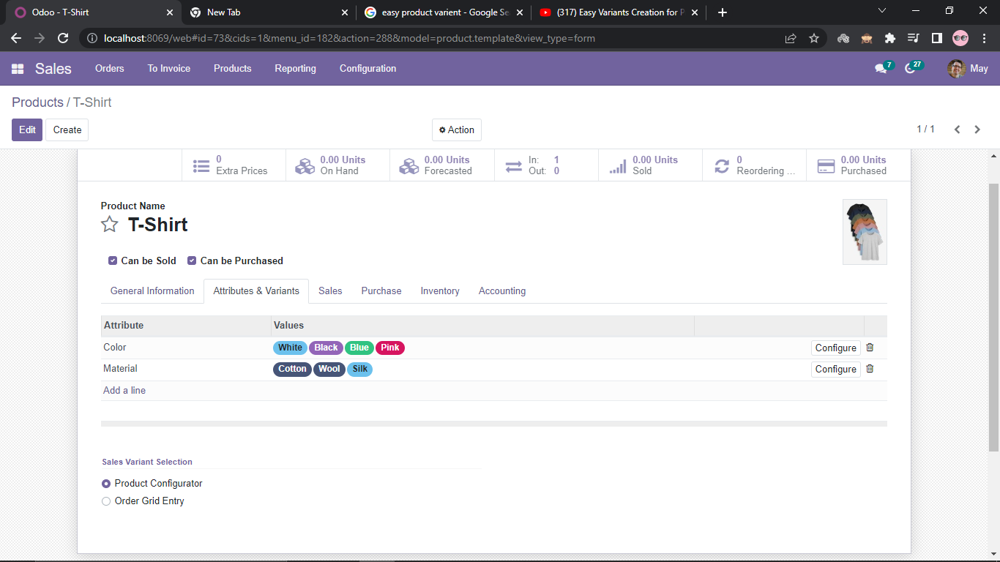 Odoo - T-Shirt
New Tab
easy product varient - Google Se
(317) Easy Variants Creation for P
localhost:8069/web#id=73&cids=1&menu_id=182&action=288&model=product.template&view_type=form
Sales Orders To Invoice Products Reporting Configuration 7 27 May
Products / T-Shirt
Edit Create Action 1 / 1
0 Extra Prices
0.00 Units On Hand
0.00 Units Forecasted
In: 1
Out: 0
0.00 Units Sold
0 Reordering ...
0.00 Units Purchased
Product Name
T-Shirt
Can be Sold Can be Purchased
General Information Attributes & Variants Sales Purchase Inventory Accounting
Attribute Values
Color White Black Blue Pink Configure
Material Cotton Wool Silk Configure
Add a line
Sales Variant Selection
Product Configurator
Order Grid Entry